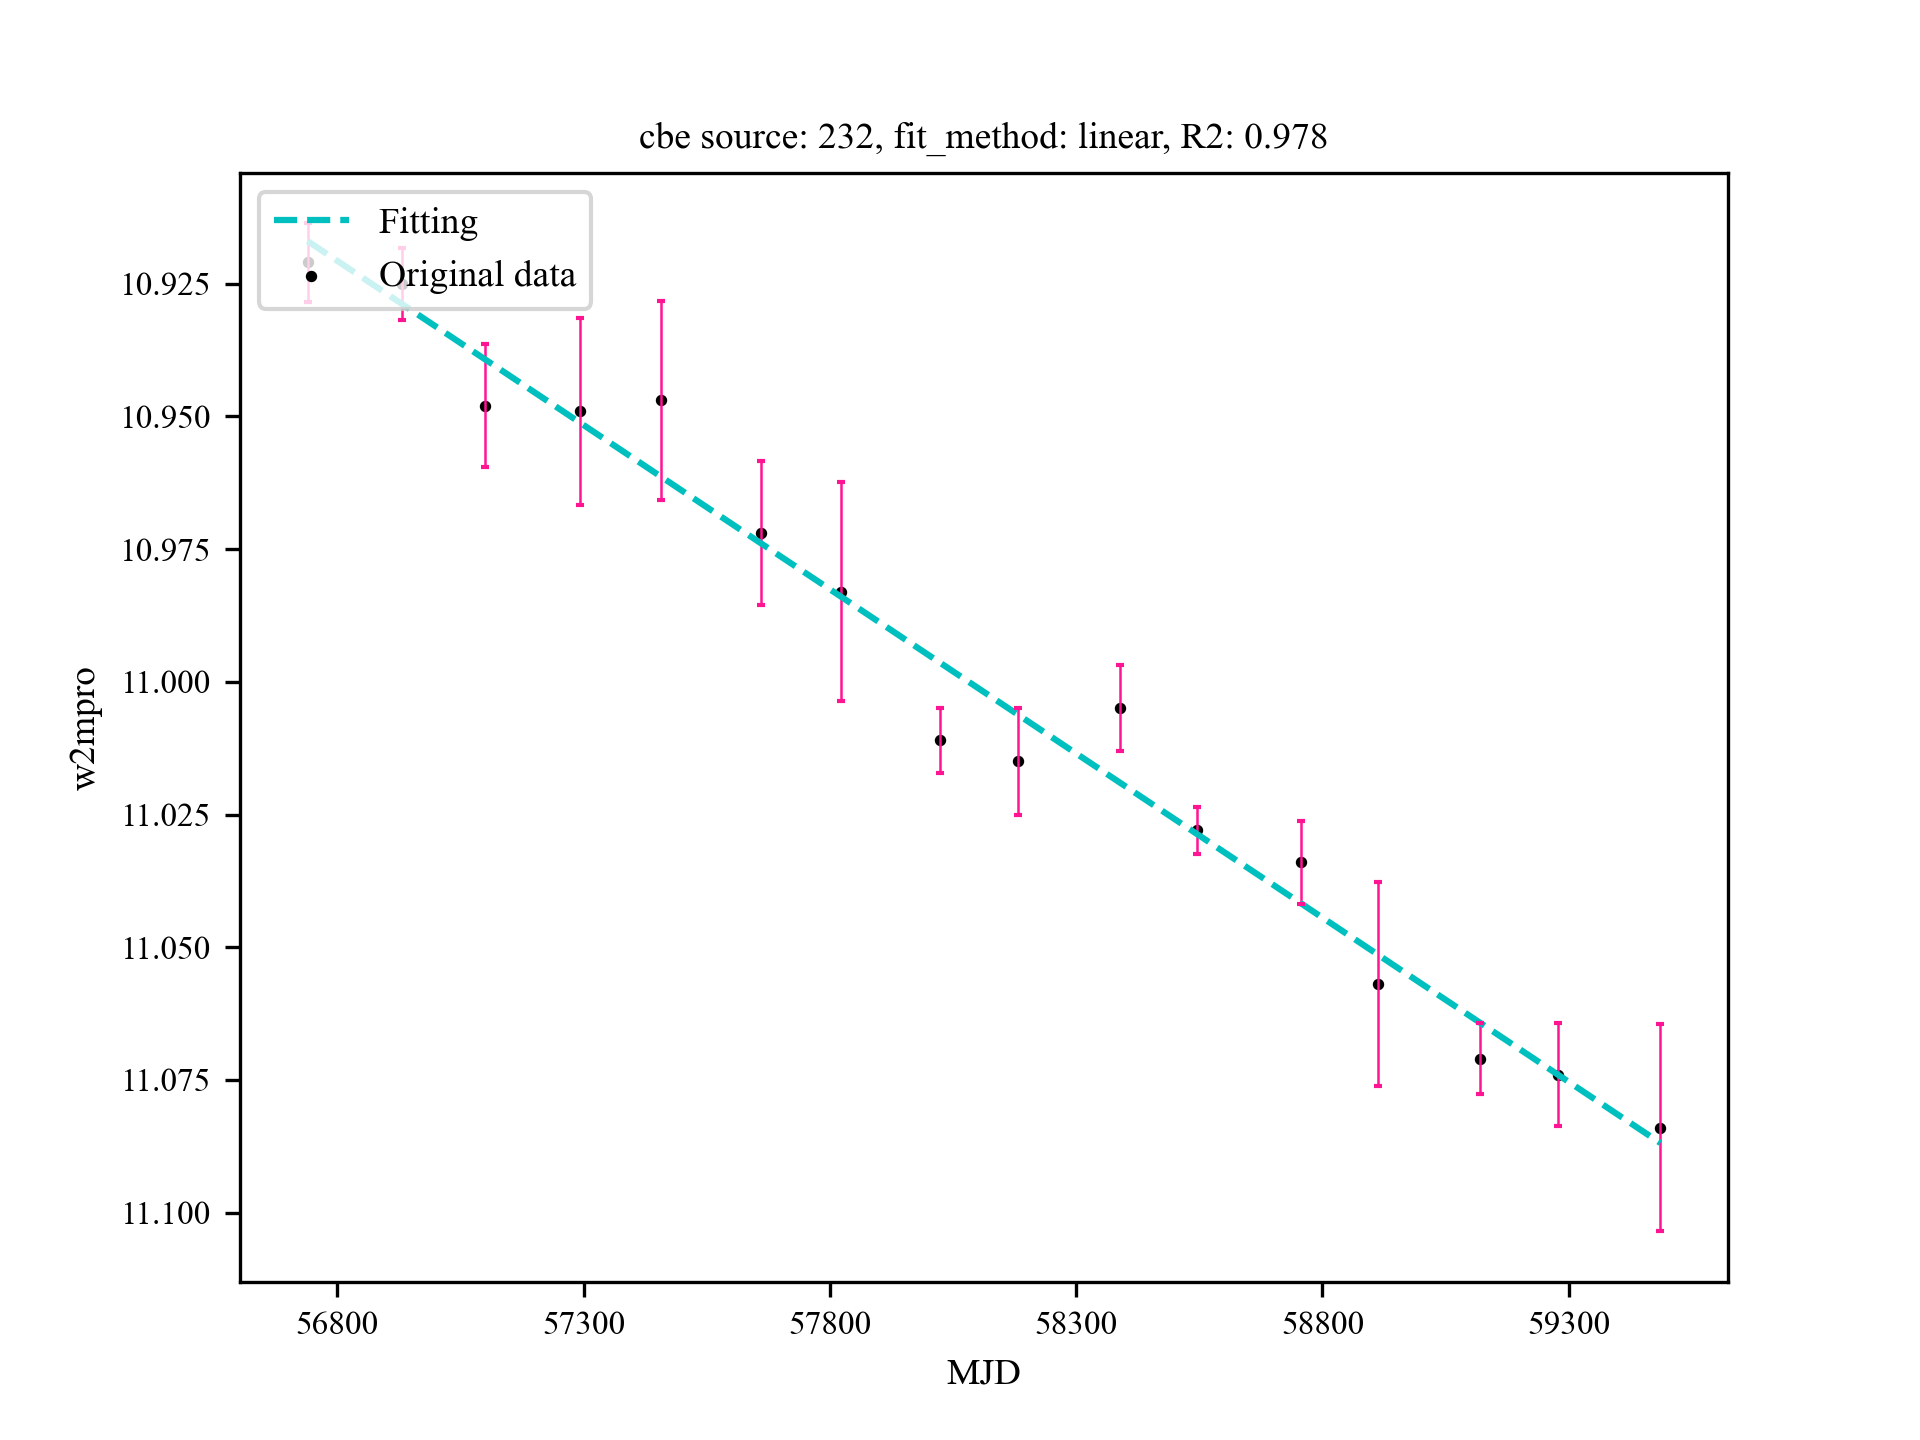 cbe source: 232, fit_method: linear, R2: 0.978
Fitting
Original data
10.925
10.950
10.975
11.000
11.025
11.050
11.075
11.100
w2mpro
56800
57300
57800
58300
58800
59300
MJD